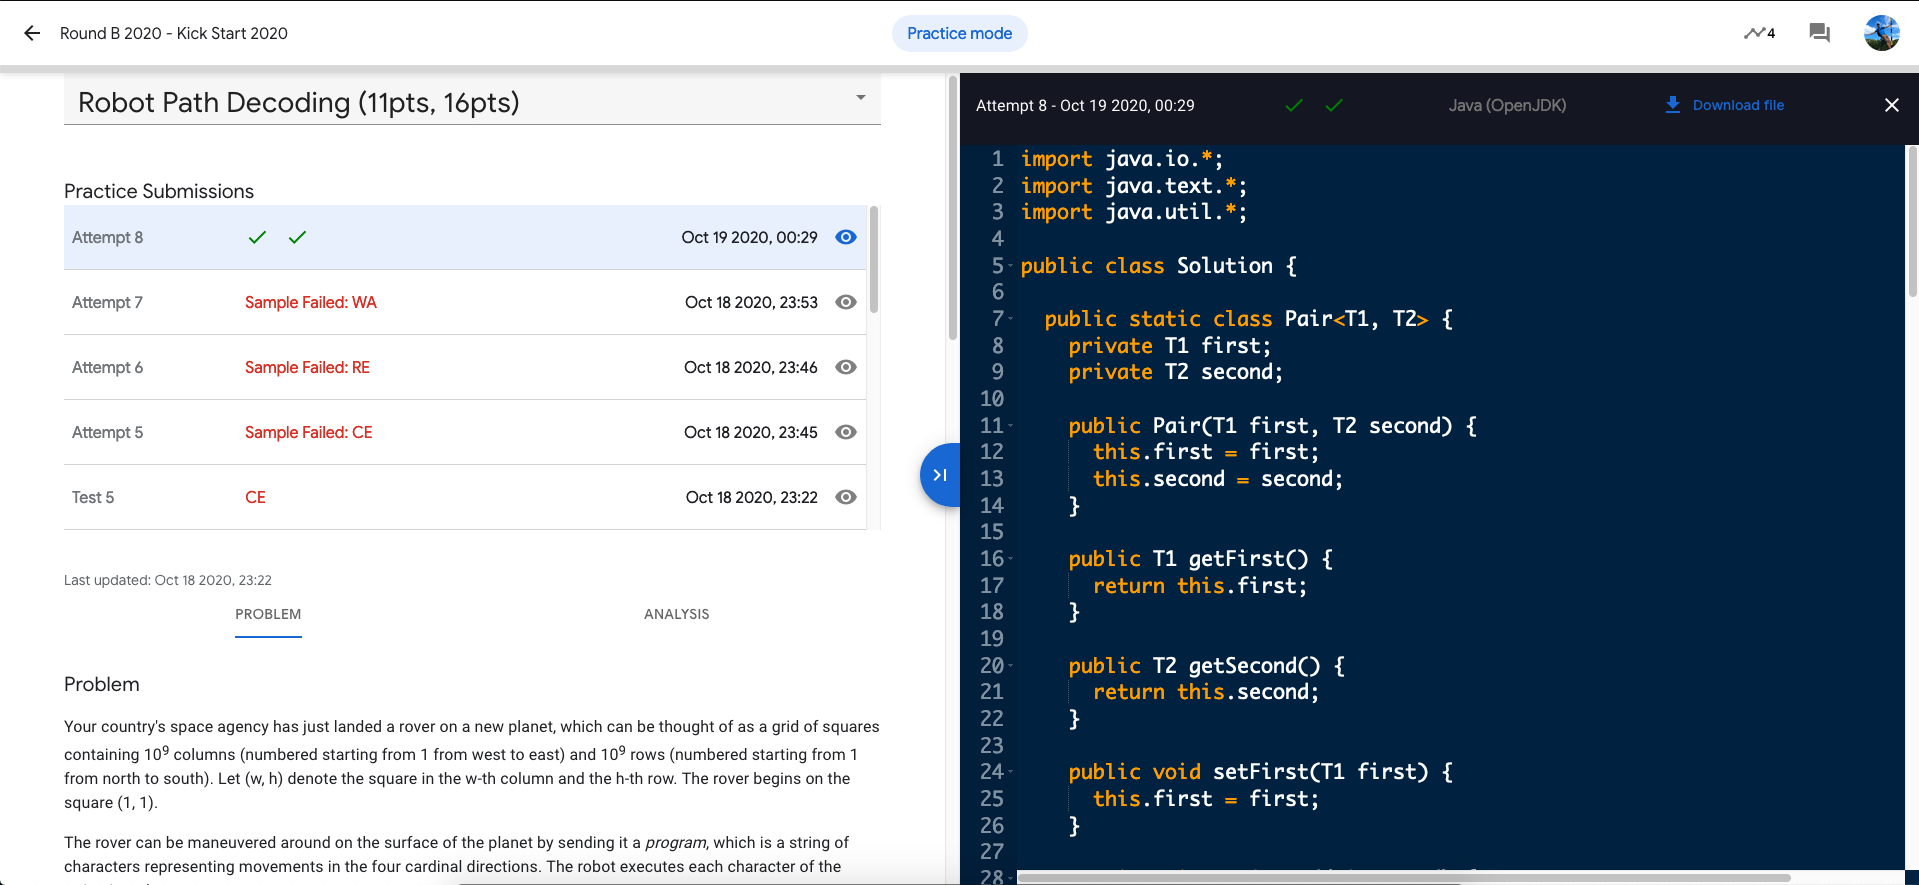 Round B 2020 - Kick Start 2020
Practice mode
4
Robot Path Decoding (11pts, 16pts)
Practice Submissions
Attempt 8 Oct 19 2020, 00:29
Attempt 7 Sample Failed: WA Oct 18 2020, 23:53
Attempt 6 Sample Failed: RE Oct 18 2020, 23:46
Attempt 5 Sample Failed: CE Oct 18 2020, 23:45
Test 5 CE Oct 18 2020, 23:22
Last updated: Oct 18 2020, 23:22
PROBLEM ANALYSIS
Problem
Your country's space agency has just landed a rover on a new planet, which can be thought of as a grid of squares
containing 10⁹ columns (numbered starting from 1 from west to east) and 10⁹ rows (numbered starting from 1
from north to south). Let (w, h) denote the square in the w-th column and the h-th row. The rover begins on the
square (1, 1).
The rover can be maneuvered around on the surface of the planet by sending it a program, which is a string of
characters representing movements in the four cardinal directions. The robot executes each character of the
Attempt 8 - Oct 19 2020, 00:29 Java (OpenJDK) Download file
1 import java.io.*;
2 import java.text.*;
3 import java.util.*;
4
5 public class Solution {
6
7 public static class Pair<T1, T2> {
8 private T1 first;
9 private T2 second;
10
11 public Pair(T1 first, T2 second) {
12 this.first = first;
13 this.second = second;
14 }
15
16 public T1 getFirst() {
17 return this.first;
18 }
19
20 public T2 getSecond() {
21 return this.second;
22 }
23
24 public void setFirst(T1 first) {
25 this.first = first;
26 }
27
28